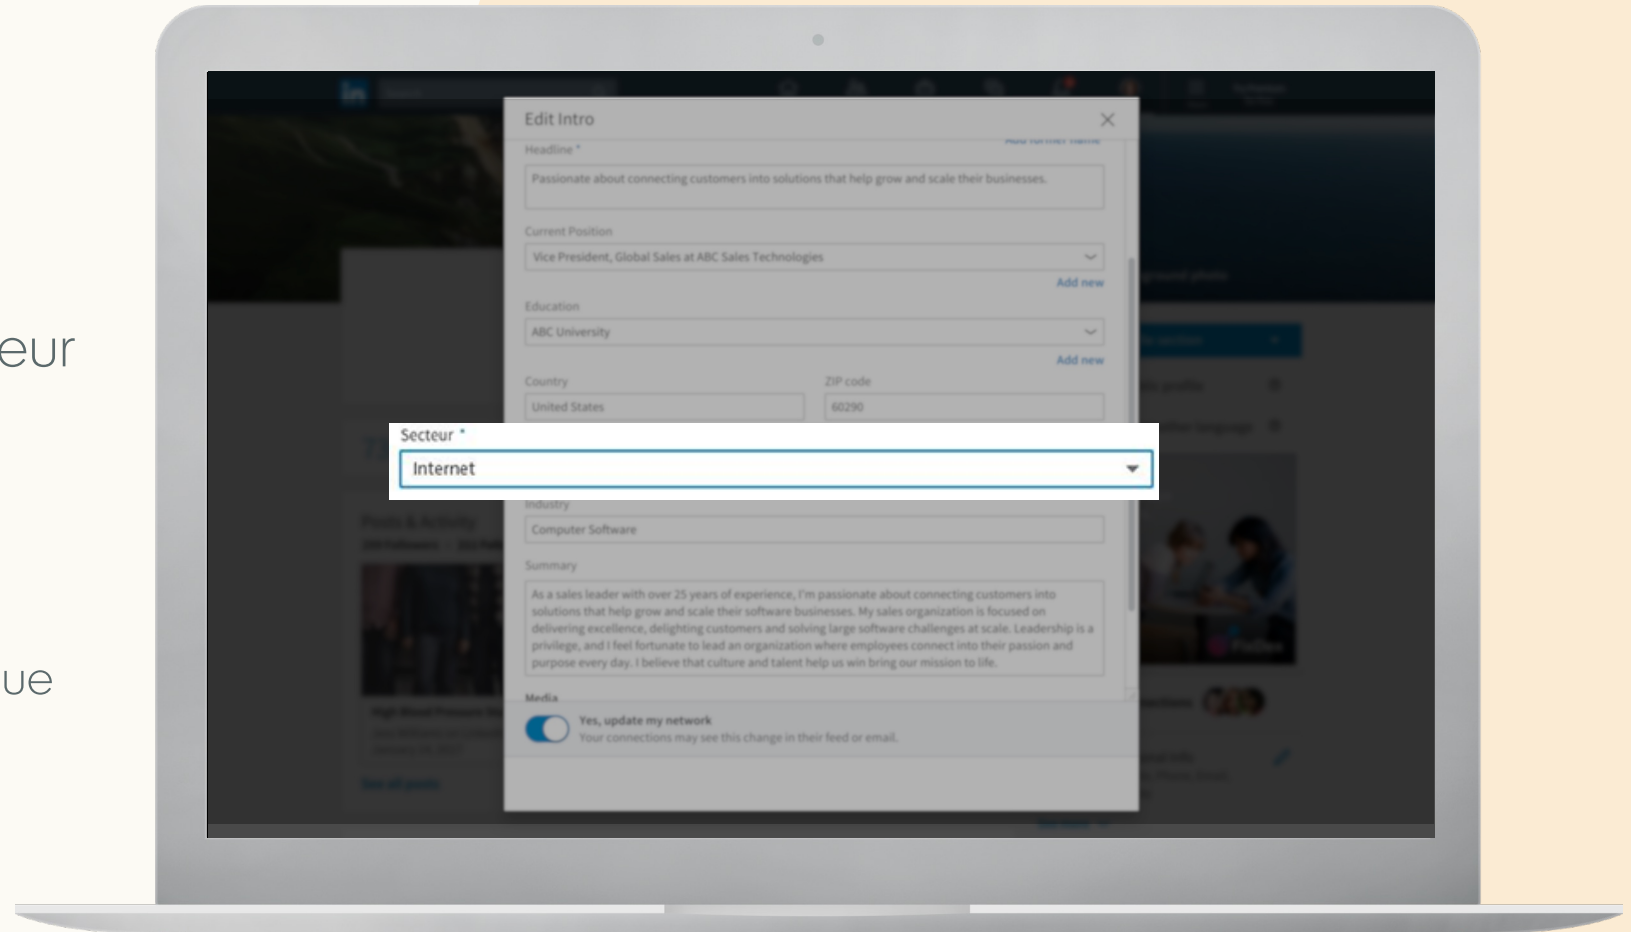 in
Edit Intro
Headline *
Passionate about connecting customers into solutions that help grow and scale their businesses.
Current Position
Vice President, Global Sales at ABC Sales Technologies
Add new
Education
ABC University
Add new
Country
ZIP code
United States
60290
eur
Secteur *
Internet
Industry
Computer Software
Posts & Activity
Summary
As a sales leader with over 25 years of experience, I'm passionate about connecting customers into
solutions that help grow and scale their software businesses. My sales organization is focused on
delivering excellence, delighting customers and solving large software challenges at scale. Leadership is a
privilege, and I feel fortunate to lead an organization where employees connect into their passion and
purpose every day. I believe that culture and talent help us win bring our mission to life.
ue
Media
Yes, update my network
Your connections may see this change in their feed or email.
See all posts